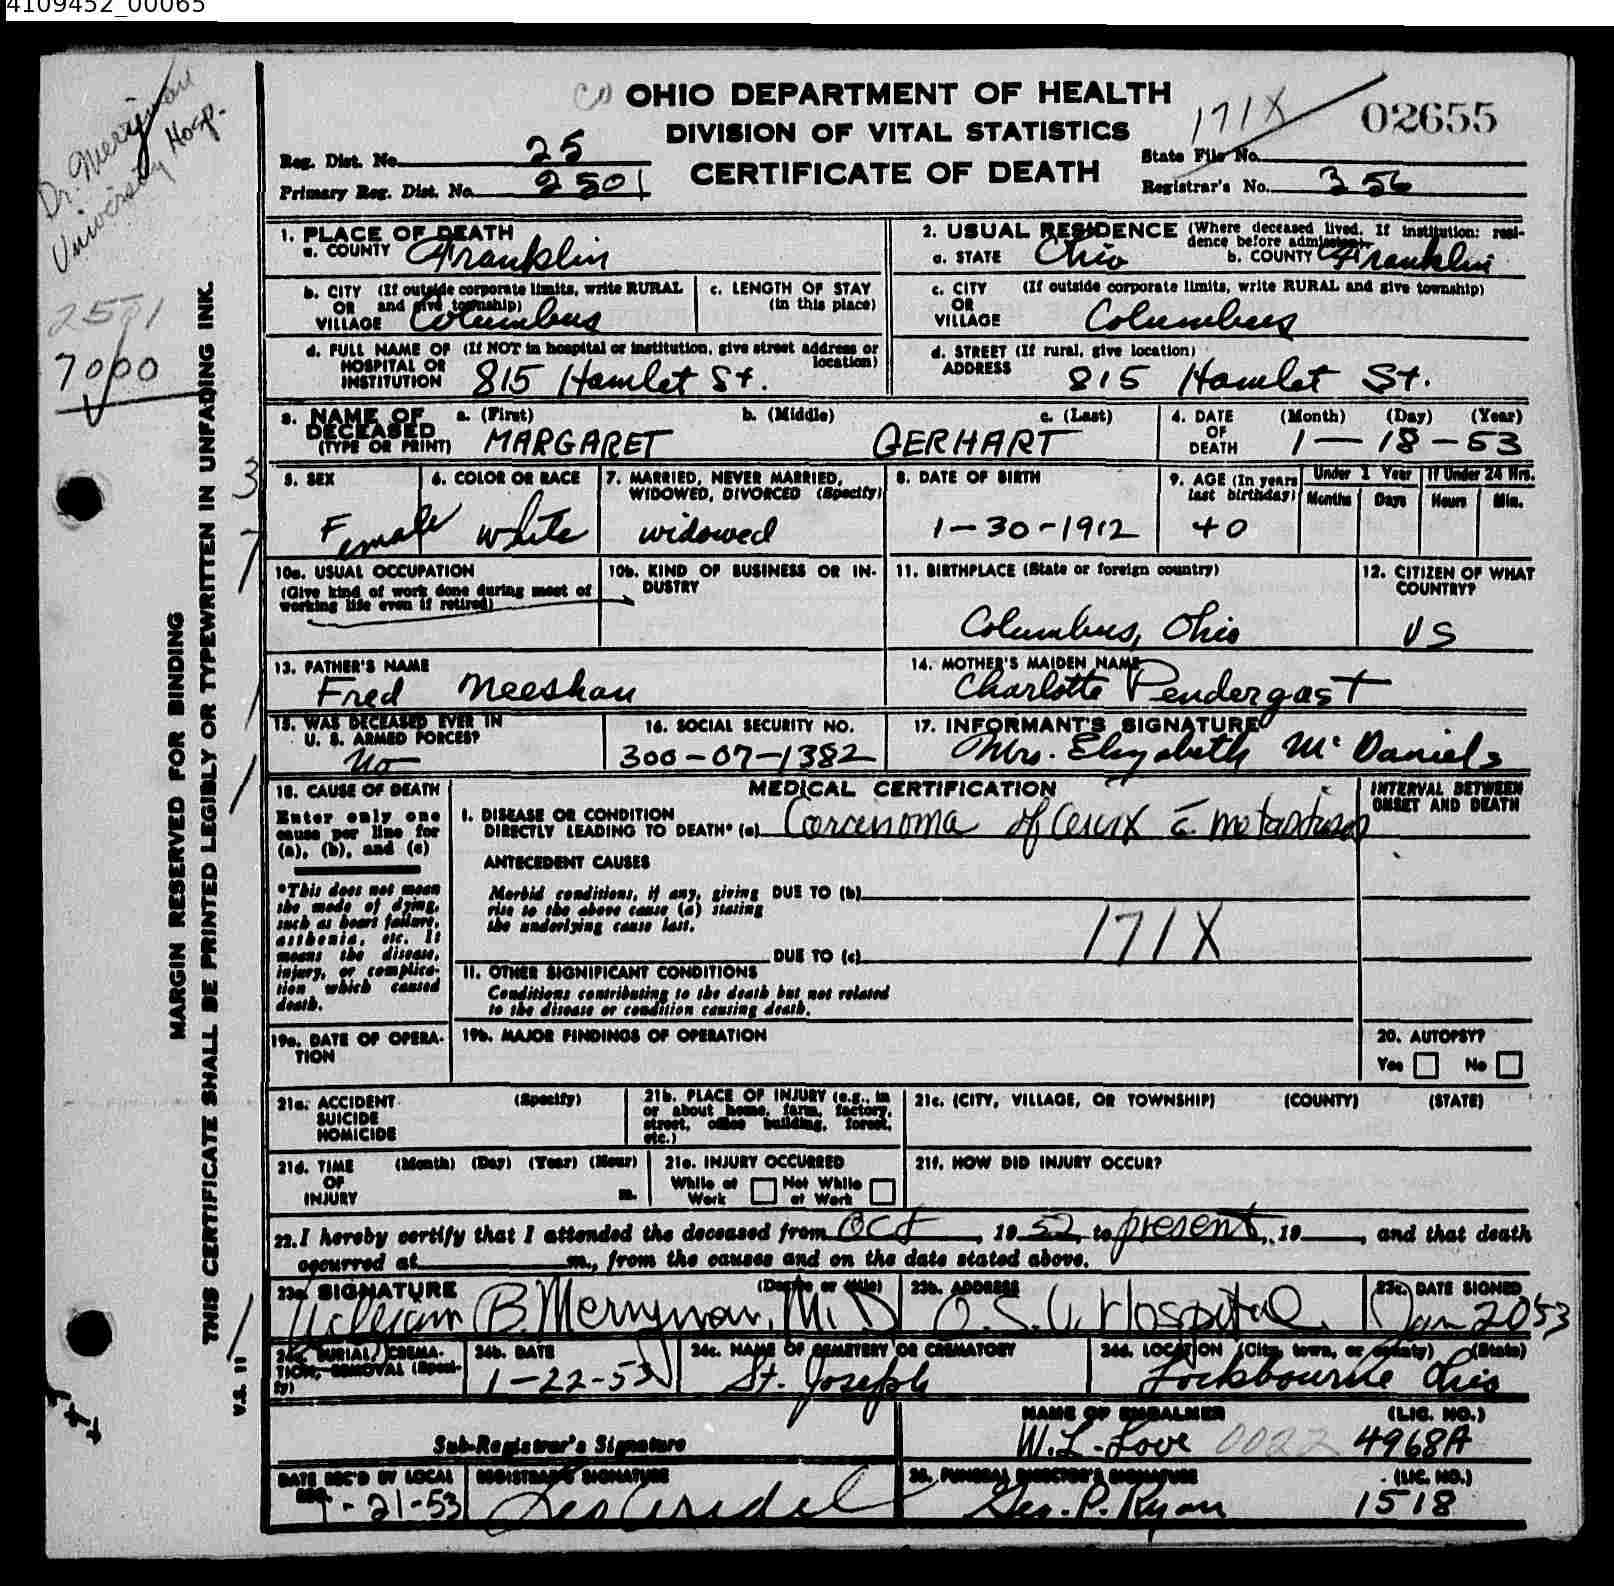 4109452_00065
OHIO DEPARTMENT OF HEALTH
DIVISION OF VITAL STATISTICS
CERTIFICATE OF DEATH
Dr. Merryman
University Hosp.
2501
7000
Reg. Dist. No. 25
Primary Reg. Dist. No. 2501
171X
02655
State File No.
Registrar's No. 356
MARGIN RESERVED FOR BINDING
THIS CERTIFICATE SHALL BE PRINTED LEGIBLY OR TYPEWRITTEN IN UNFADING INK.
V.S. 11
1. PLACE OF DEATH
a. COUNTY Franklin
b. CITY (If outside corporate limits, write RURAL
OR and give township)
VILLAGE Columbus
c. LENGTH OF STAY
(in this place)
d. FULL NAME OF (If NOT in hospital or institution, give street address or
HOSPITAL OR location)
INSTITUTION 815 Hamlet St.
2. USUAL RESIDENCE (Where deceased lived. If institution: resi-
dence before admission)
a. STATE Ohio b. COUNTY Franklin
c. CITY (If outside corporate limits, write RURAL and give township)
OR
VILLAGE Columbus
d. STREET (If rural, give location)
ADDRESS 815 Hamlet St.
3. NAME OF a. (First) b. (Middle) c. (Last)
DECEASED
(TYPE OR PRINT) MARGARET GERHART
4. DATE (Month) (Day) (Year)
OF
DEATH 1-18-53
5. SEX
Female
6. COLOR OR RACE
White
7. MARRIED, NEVER MARRIED,
WIDOWED, DIVORCED (Specify)
widowed
8. DATE OF BIRTH
1-30-1912
9. AGE (In years
last birthday)
40
Under 1 Year
Months Days
If Under 24 Hrs.
Hours Min.
10a. USUAL OCCUPATION
(Give kind of work done during most of
working life even if retired)
10b. KIND OF BUSINESS OR IN-
DUSTRY
11. BIRTHPLACE (State or foreign country)
Columbus, Ohio
12. CITIZEN OF WHAT
COUNTRY?
US
13. FATHER'S NAME
Fred Meeshan
14. MOTHER'S MAIDEN NAME
Charlotte Pendergast
15. WAS DECEASED EVER IN
U. S. ARMED FORCES?
No
16. SOCIAL SECURITY NO.
300-07-1382
17. INFORMANT'S SIGNATURE
Mrs. Elizabeth McDaniels
18. CAUSE OF DEATH
Enter only one
cause per line for
(a), (b), and (c)
*This does not mean
the mode of dying,
such as heart failure,
asthenia, etc. It
means the disease,
injury, or complica-
tion which caused
death.
MEDICAL CERTIFICATION
INTERVAL BETWEEN
ONSET AND DEATH
I. DISEASE OR CONDITION
DIRECTLY LEADING TO DEATH* (a) Carcinoma of Cervix c̄ metastases
ANTECEDENT CAUSES
Morbid conditions, if any, giving DUE TO (b)
rise to the above cause (a) stating
the underlying cause last.
DUE TO (c)
171X
II. OTHER SIGNIFICANT CONDITIONS
Conditions contributing to the death but not related
to the disease or condition causing death.
19a. DATE OF OPERA-
TION
19b. MAJOR FINDINGS OF OPERATION
20. AUTOPSY?
Yes No
21a. ACCIDENT (Specify)
SUICIDE
HOMICIDE
21b. PLACE OF INJURY (e.g., in
or about home, farm, factory,
street, office building, forest,
etc.)
21c. (CITY, VILLAGE, OR TOWNSHIP) (COUNTY) (STATE)
21d. TIME (Month) (Day) (Year) (Hour)
OF
INJURY m.
21e. INJURY OCCURRED
While at Not While
Work at Work
21f. HOW DID INJURY OCCUR?
22. I hereby certify that I attended the deceased from Oct, 1952, to present, 19 , and that death
occurred at m., from the causes and on the date stated above.
23a. SIGNATURE (Degree or title)
William B. Merryman, M.D
23b. ADDRESS
O.S.U. Hospital
23c. DATE SIGNED
Jan 20 53
24a. BURIAL, CREMA-
TION, REMOVAL (Speci-
fy)
24b. DATE
1-22-53
24c. NAME OF CEMETERY OR CREMATORY
St. Joseph
24d. LOCATION (City, town, or county) (State)
Lockbourne Ohio
Sub-Registrar's Signature
NAME OF EMBALMER (LIC. NO.)
W.L. Love 0022 4968A
DATE REC'D BY LOCAL
REG.
1-21-53
REGISTRAR'S SIGNATURE
26. FUNERAL DIRECTOR'S SIGNATURE (LIC. NO.)
Geo. P. Ryan 1518